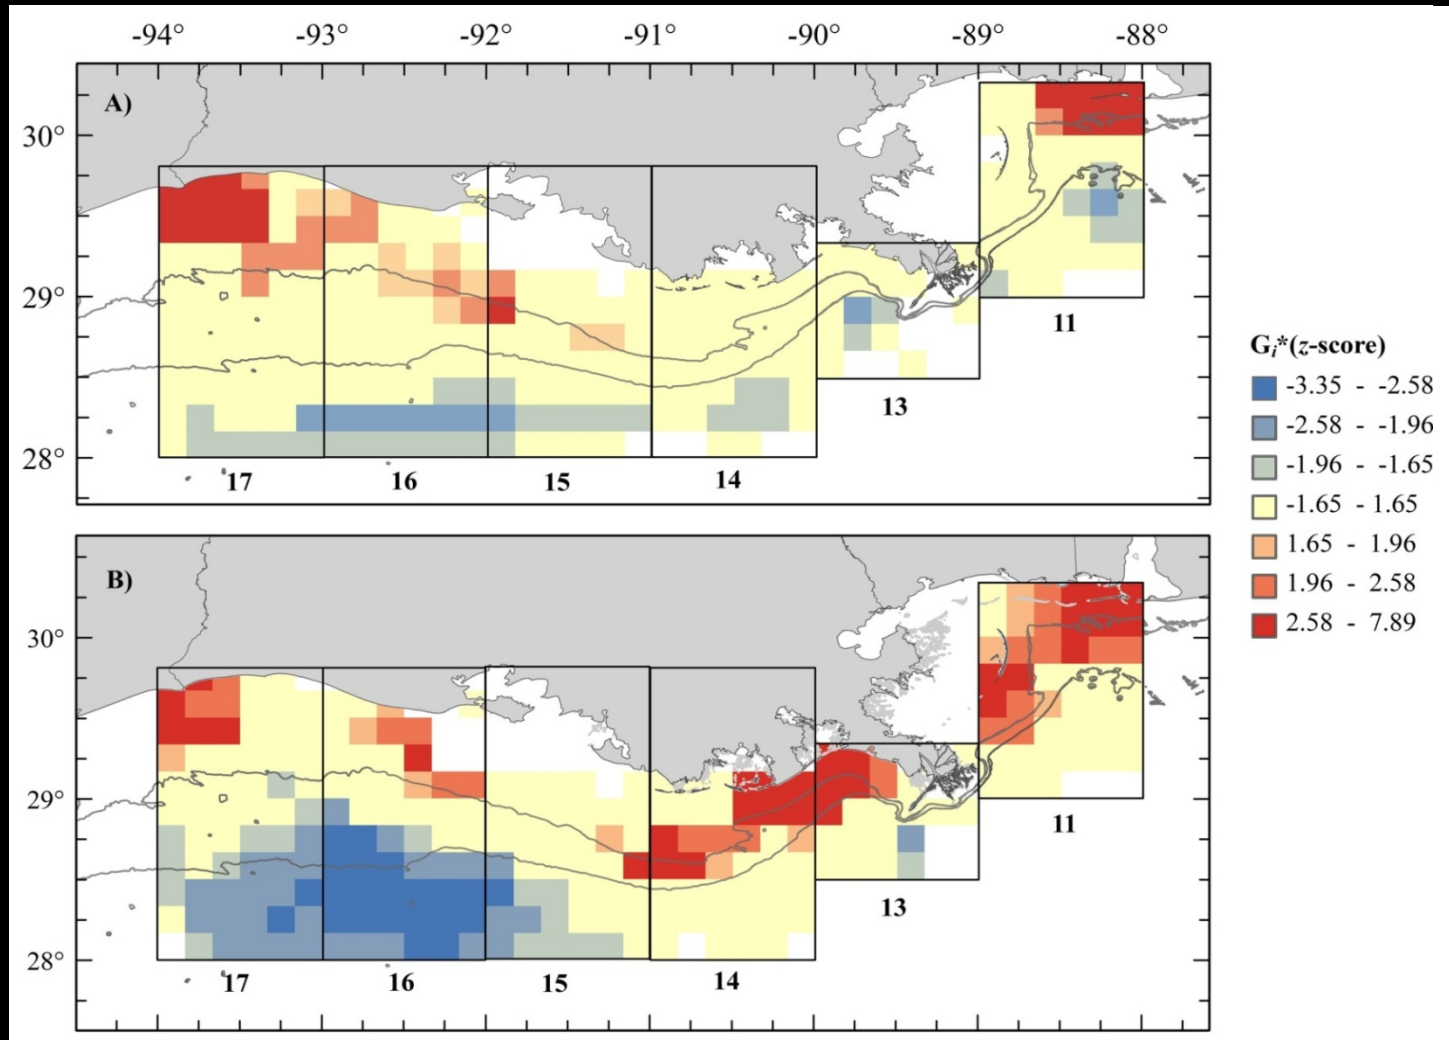 -94° -93° -92° -91° -90° -89° -88°
A)
30°
29°
28°
17 16 15 14 13 11
B)
30°
29°
28°
17 16 15 14 13 11
Gi*(z-score)
-3.35 - -2.58
-2.58 - -1.96
-1.96 - -1.65
-1.65 - 1.65
1.65 - 1.96
1.96 - 2.58
2.58 - 7.89